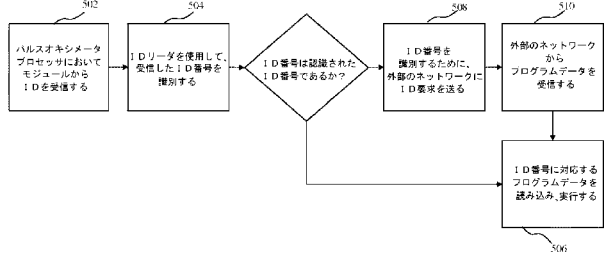 502
パルスオキシメータ
プロセッサにおいて
モジュールから
IDを受信する
504
IDリーダを使用して、
受信したID番号を
識別する
ID番号は認識された
ID番号であるか？
508
ID番号を
識別するために、
外部のネットワークに
ID要求を送る
510
外部のネットワーク
から
プログラムデータを
受信する
ID番号に対応する
プログラムデータを
読み込み、実行する
506